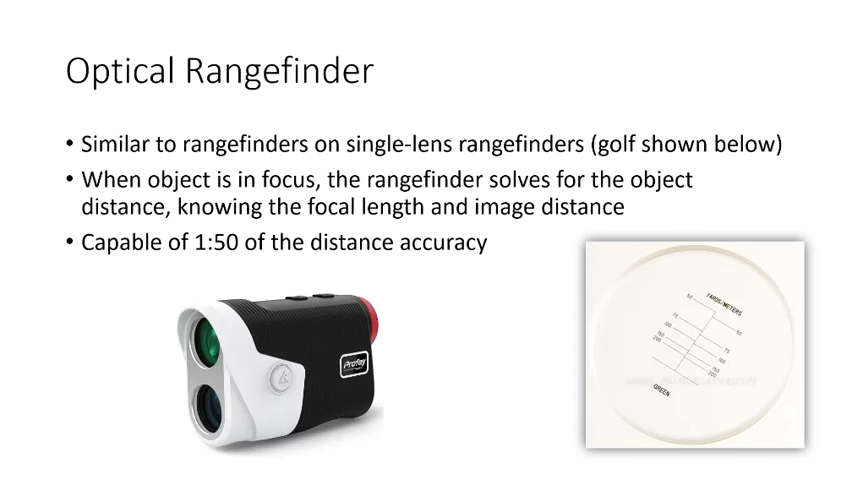 Optical Rangefinder
• Similar to rangefinders on single-lens rangefinders (golf shown below)
• When object is in focus, the rangefinder solves for the object
distance, knowing the focal length and image distance
• Capable of 1:50 of the distance accuracy
YARDS/METERS
50
50
75
75
100
100
150
150
200
200
GREEN